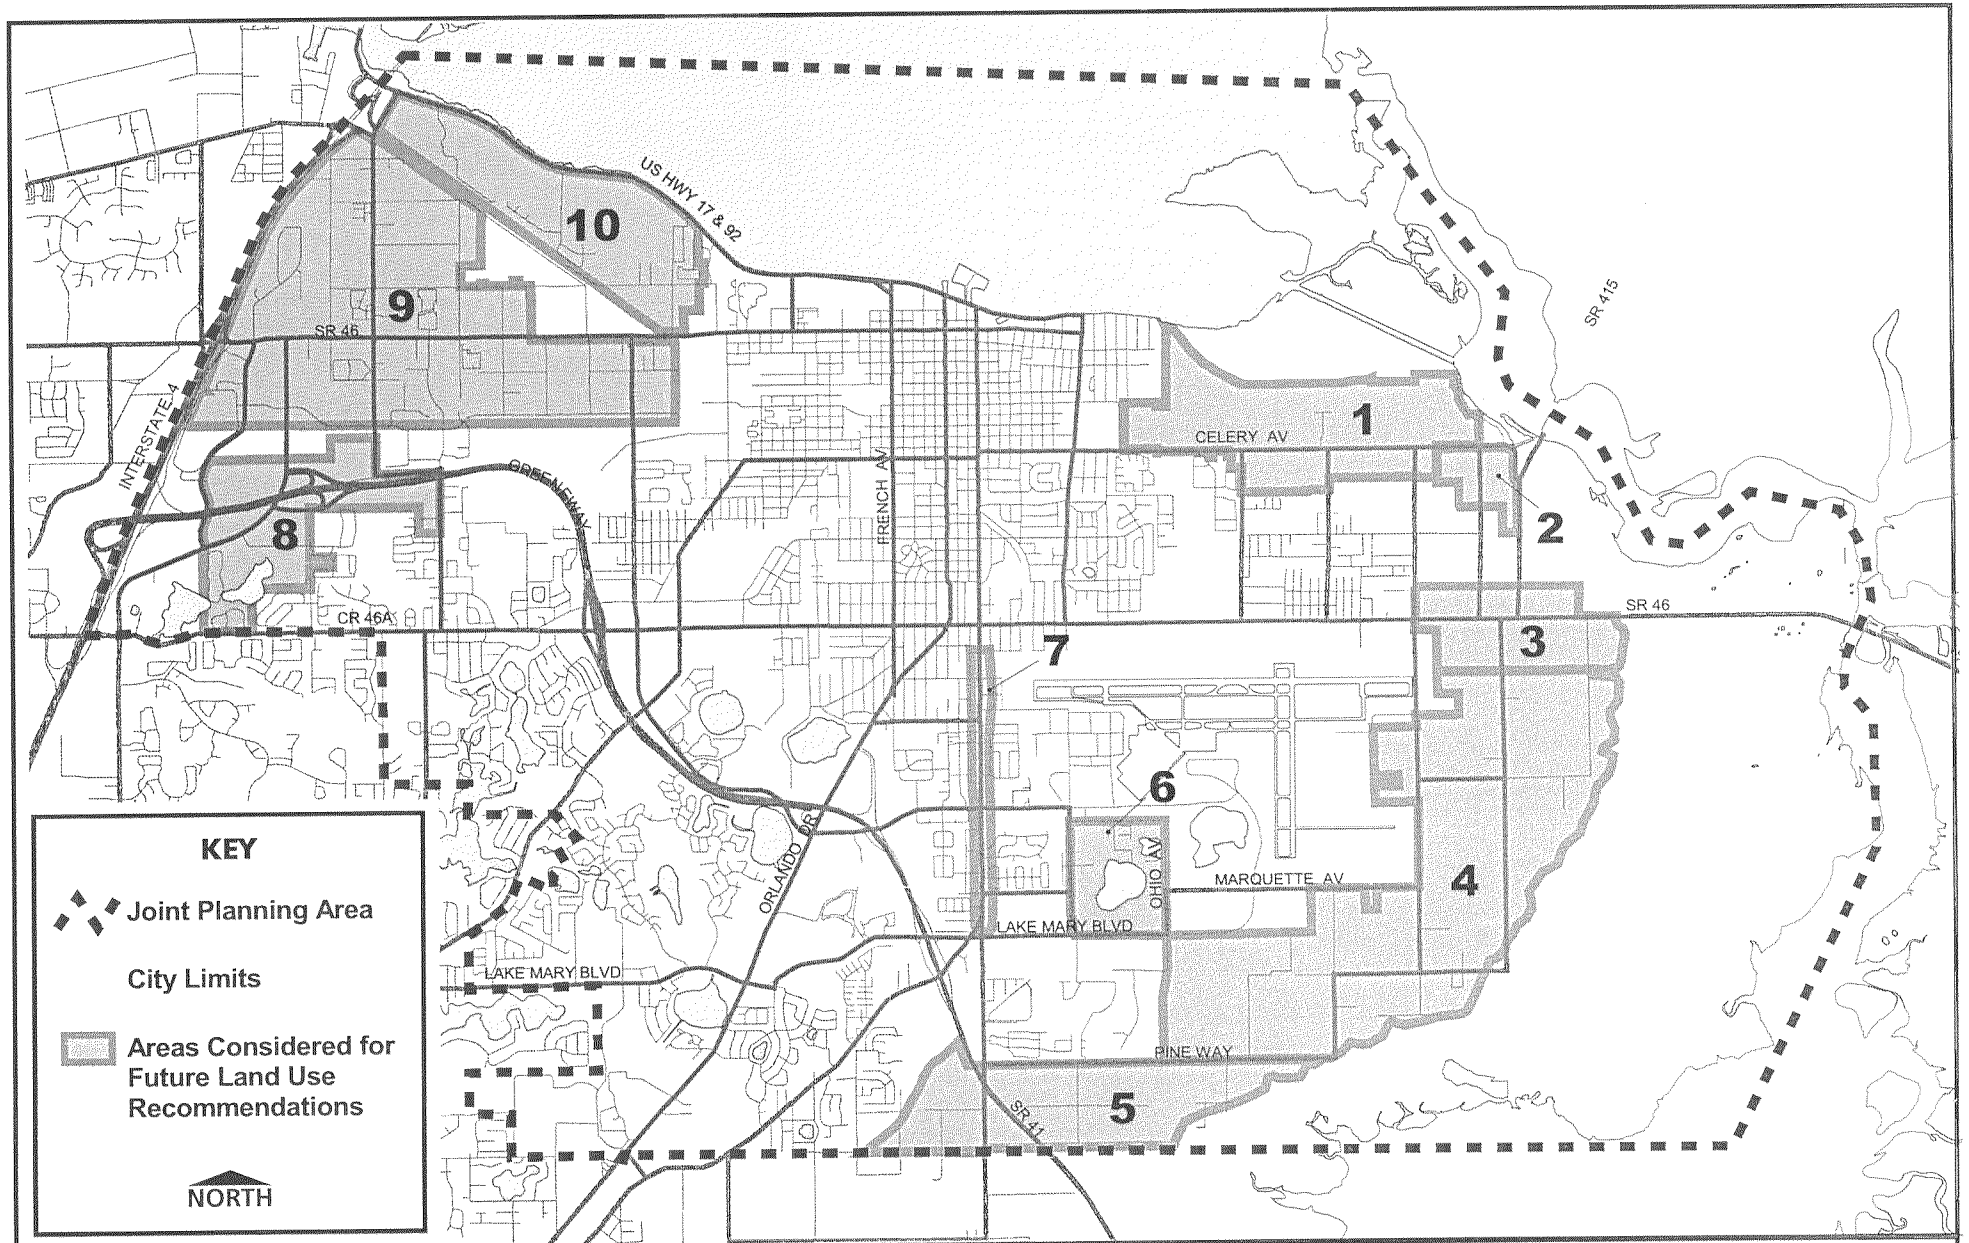 10
US HWY 17 & 92
9
SR 46
SR 415
INTERSTATE 4
1
CELERY AV
GREENEWAY
FRENCH AV
2
8
CR 46A
SR 46
3
7
6
ORLANDO DR
OHIO AV
MARQUETTE AV
4
LAKE MARY BLVD
LAKE MARY BLVD
PINE WAY
5
SR 41
KEY
Joint Planning Area
City Limits
Areas Considered for
Future Land Use
Recommendations
NORTH